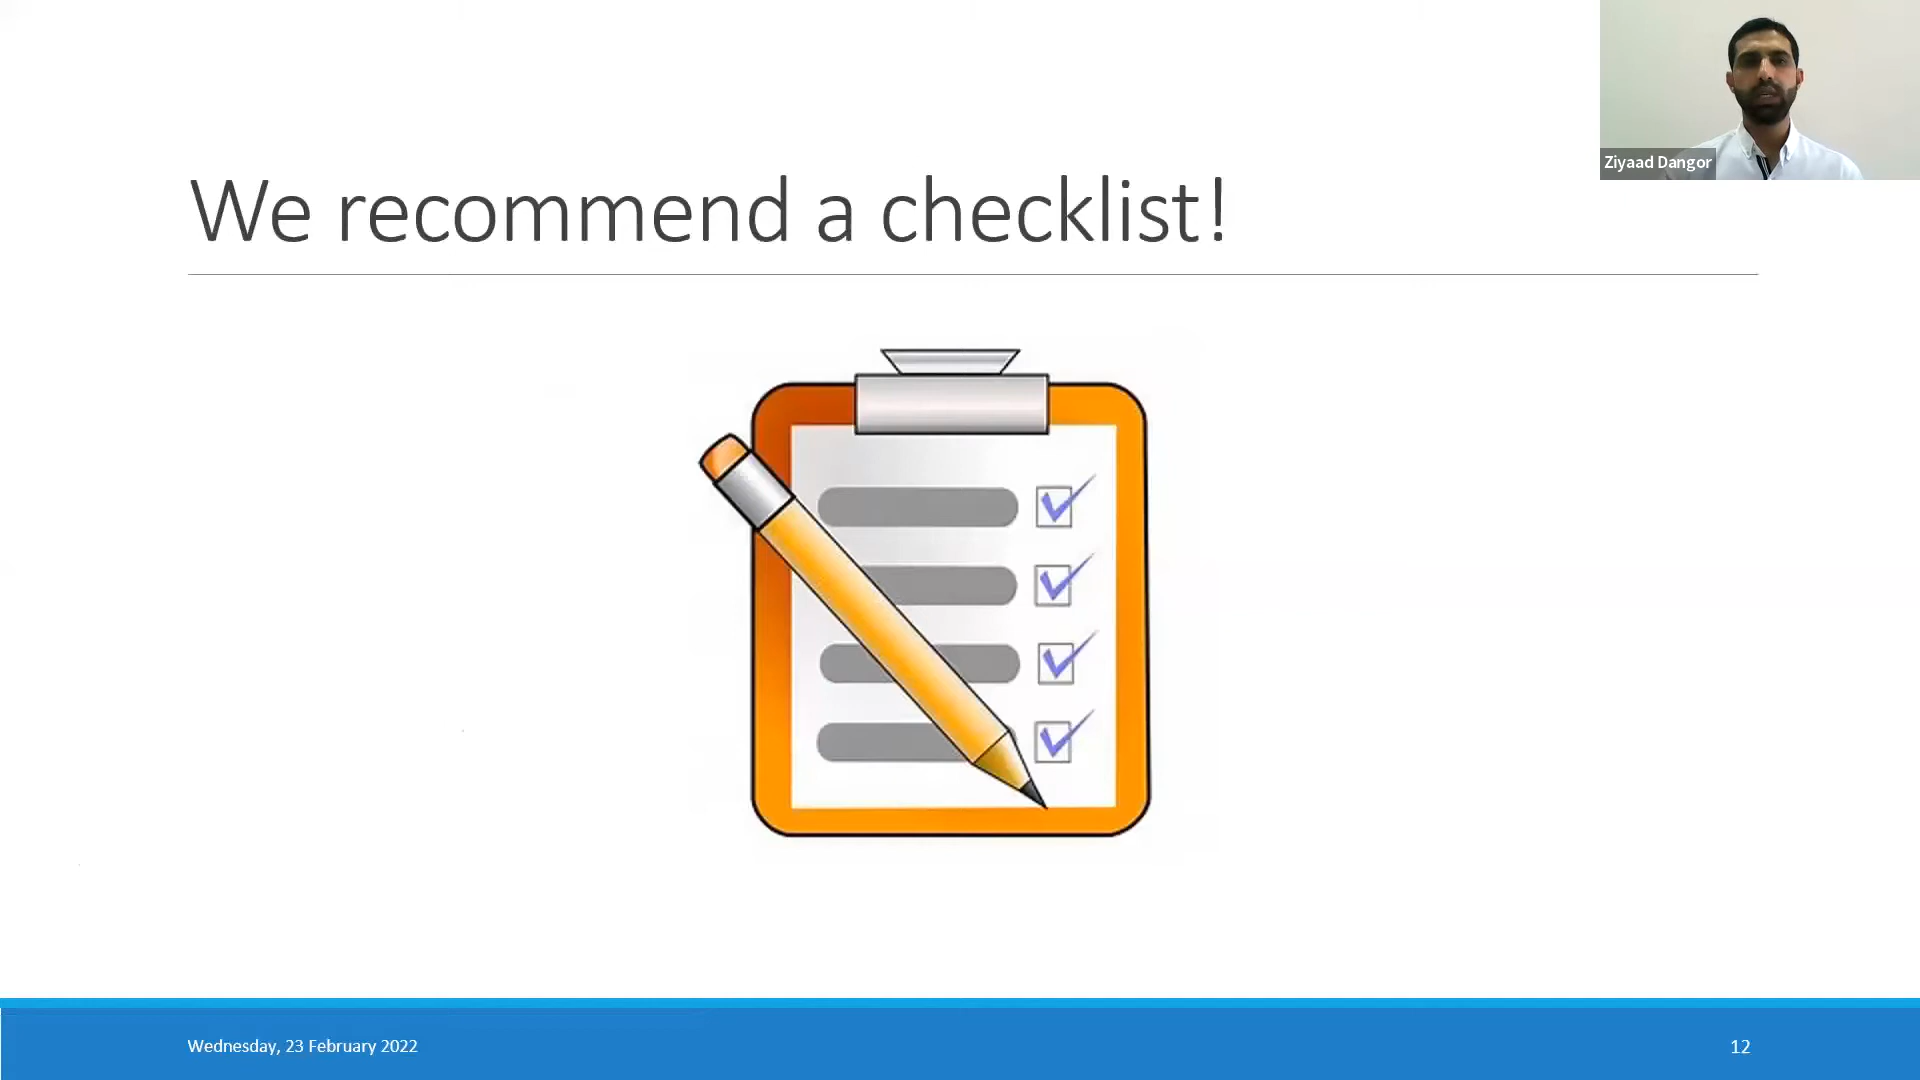 Ziyaad Dangor
We recommend a checklist!
Wednesday, 23 February 2022
12